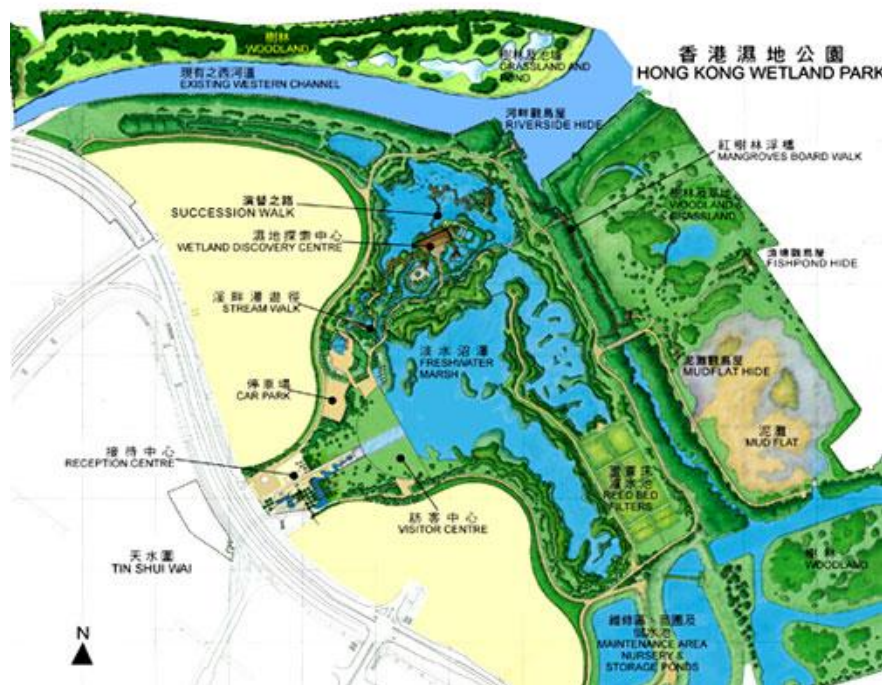 樹林
WOODLAND
樹林及池塘
GRASSLAND AND
POND
香港濕地公園
HONG KONG WETLAND PARK
現有之西河道
EXISTING WESTERN CHANNEL
河畔觀鳥屋
RIVERSIDE HIDE
紅樹林浮橋
MANGROVES BOARD WALK
演替之路
SUCCESSION WALK
樹林及草地
WOODLAND &
GRASSLAND
濕地探索中心
WETLAND DISCOVERY CENTRE
漁塘觀鳥屋
FISHPOND HIDE
溪畔漫遊徑
STREAM WALK
淡水沼澤
FRESHWATER
MARSH
泥灘觀鳥屋
MUDFLAT HIDE
停車場
CAR PARK
泥灘
MUD FLAT
接待中心
RECEPTION CENTRE
REED BED
FILTERS
訪客中心
VISITOR CENTRE
天水圍
TIN SHUI WAI
樹林
WOODLAND
N
MAINTENANCE AREA
NURSERY &
STORAGE PONDS